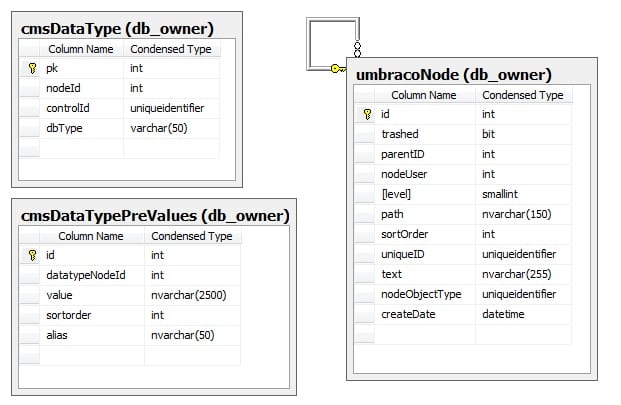 cmsDataType (db_owner)
Column Name Condensed Type
pk int
nodeId int
controlId uniqueidentifier
dbType varchar(50)
cmsDataTypePreValues (db_owner)
Column Name Condensed Type
id int
datatypeNodeId int
value nvarchar(2500)
sortorder int
alias nvarchar(50)
umbracoNode (db_owner)
Column Name Condensed Type
id int
trashed bit
parentID int
nodeUser int
[level] smallint
path nvarchar(150)
sortOrder int
uniqueID uniqueidentifier
text nvarchar(255)
nodeObjectType uniqueidentifier
createDate datetime